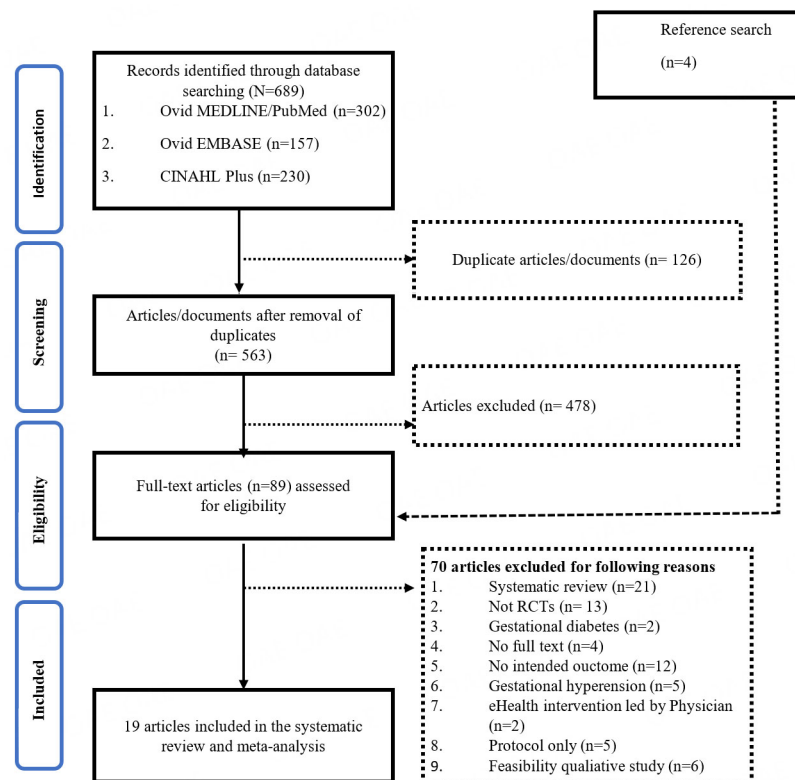 Reference search
(n=4)
Identification
Records identified through database
searching (N=689)
1. Ovid MEDLINE/PubMed (n=302)
2. Ovid EMBASE (n=157)
3. CINAHL Plus (n=230)
Duplicate articles/documents (n= 126)
Screening
Articles/documents after removal of
duplicates
(n= 563)
Articles excluded (n= 478)
Eligibility
Full-text articles (n=89) assessed
for eligibility
70 articles excluded for following reasons
1. Systematic review (n=21)
2. Not RCTs (n= 13)
3. Gestational diabetes (n=2)
4. No full text (n=4)
5. No intended ouctome (n=12)
6. Gestational hyperension (n=5)
7. eHealth intervention led by Physician
(n=2)
8. Protocol only (n=5)
9. Feasibility qualiative study (n=6)
Included
19 articles included in the systematic
review and meta-analysis